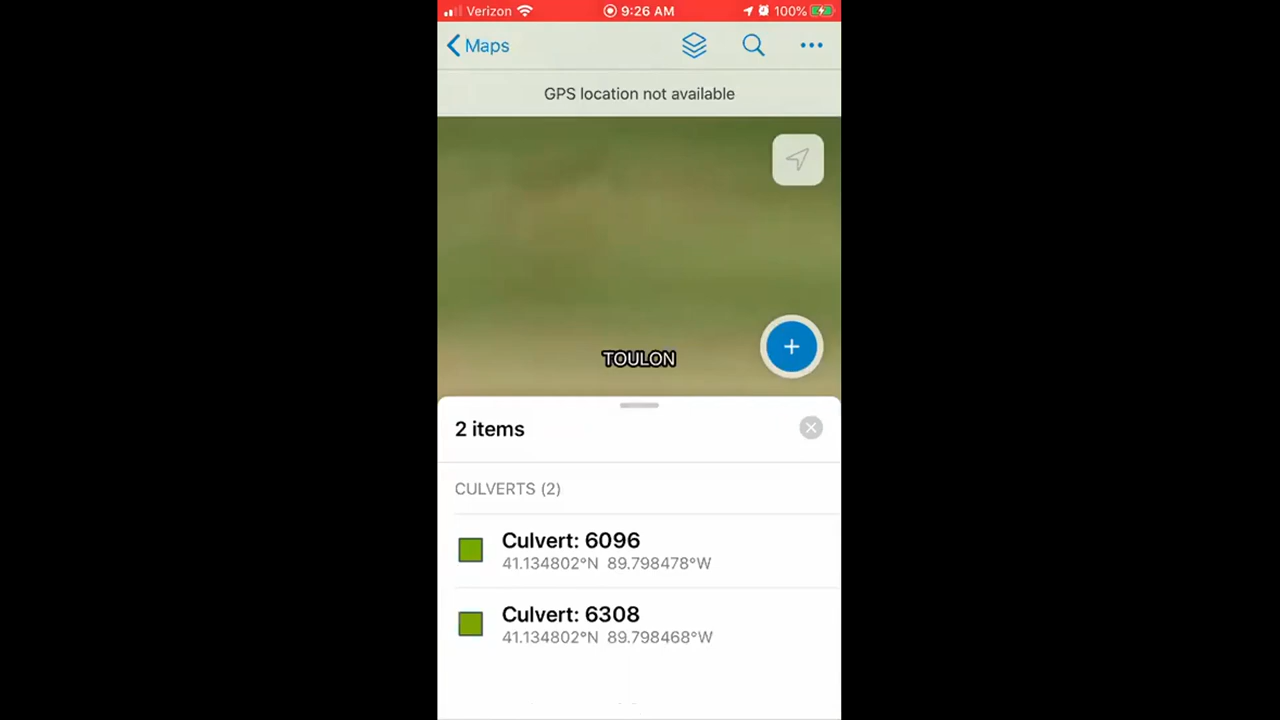 Verizon 9:26 AM 100%
Maps
GPS location not available
TOULON
2 items
CULVERTS (2)
Culvert: 6096
41.134802°N 89.798478°W
Culvert: 6308
41.134802°N 89.798468°W